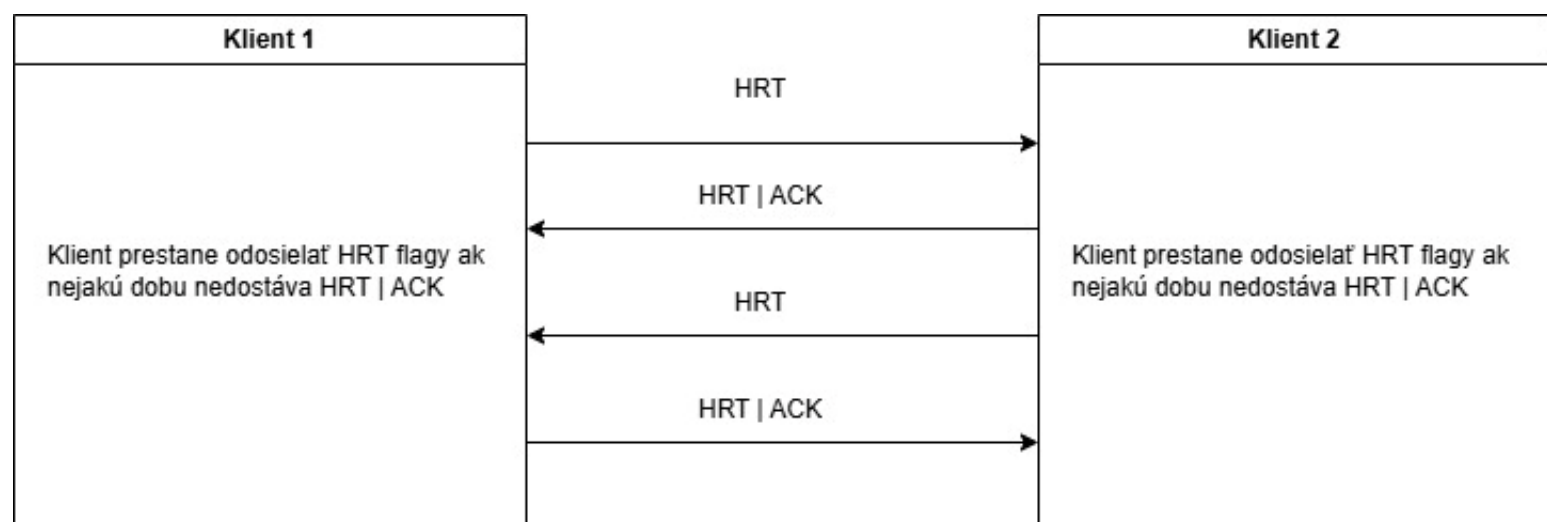 Klient 1
Klient 2
HRT
HRT | ACK
Klient prestane odosielať HRT flagy ak
nejakú dobu nedostáva HRT | ACK
Klient prestane odosielať HRT flagy ak
nejakú dobu nedostáva HRT | ACK
HRT
HRT | ACK